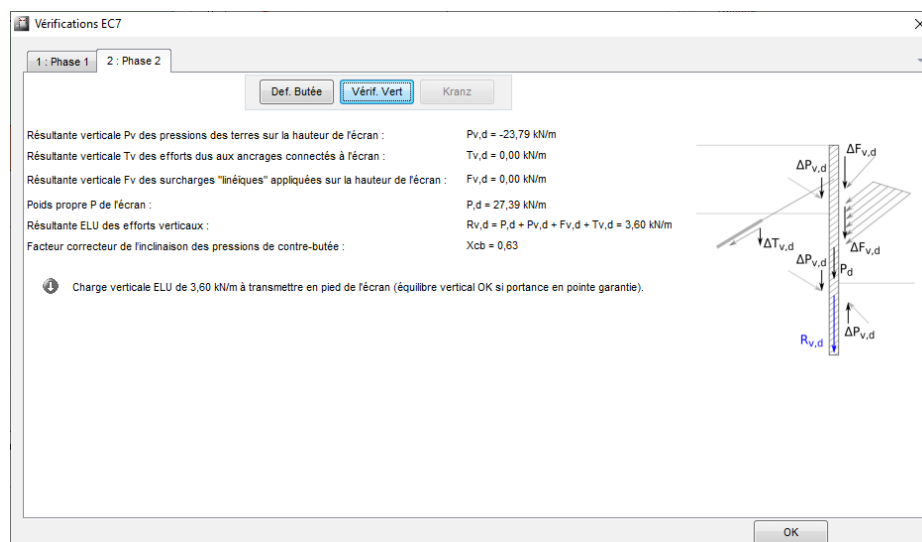 Vérifications EC7
1 : Phase 1
2 : Phase 2
Def. Butée
Vérif. Vert
Kranz
Résultante verticale Pv des pressions des terres sur la hauteur de l'écran : Pv,d = -23,79 kN/m
Résultante verticale Tv des efforts dus aux ancrages connectés à l'écran : Tv,d = 0,00 kN/m
Résultante verticale Fv des surcharges "linéïques" appliquées sur la hauteur de l'écran : Fv,d = 0,00 kN/m
Poids propre P de l'écran : P,d = 27,39 kN/m
Résultante ELU des efforts verticaux : Rv,d = P,d + Pv,d + Fv,d + Tv,d = 3,60 kN/m
Facteur correcteur de l'inclinaison des pressions de contre-butée : Xcb = 0,63
Charge verticale ELU de 3,60 kN/m à transmettre en pied de l'écran (équilibre vertical OK si portance en pointe garantie).
ΔFv,d
ΔPv,d
ΔTv,d
ΔFv,d
ΔPv,d
Pd
ΔPv,d
Rv,d
OK